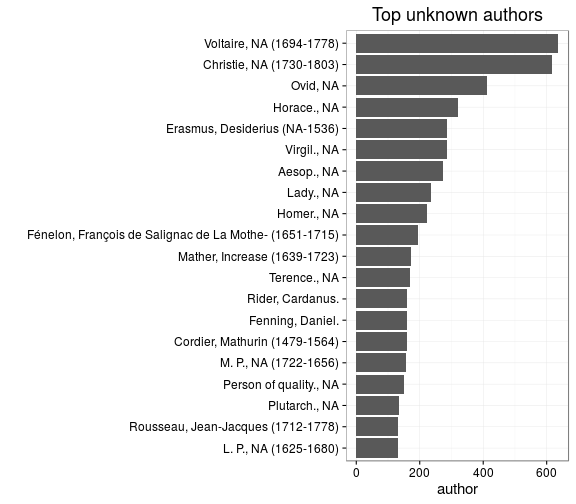 Top unknown authors
Voltaire, NA (1694-1778)
Christie, NA (1730-1803)
Ovid, NA
Horace., NA
Erasmus, Desiderius (NA-1536)
Virgil., NA
Aesop., NA
Lady., NA
Homer., NA
Fénelon, François de Salignac de La Mothe- (1651-1715)
Mather, Increase (1639-1723)
Terence., NA
Rider, Cardanus.
Fenning, Daniel.
Cordier, Mathurin (1479-1564)
M. P., NA (1722-1656)
Person of quality., NA
Plutarch., NA
Rousseau, Jean-Jacques (1712-1778)
L. P., NA (1625-1680)
0 200 400 600
author